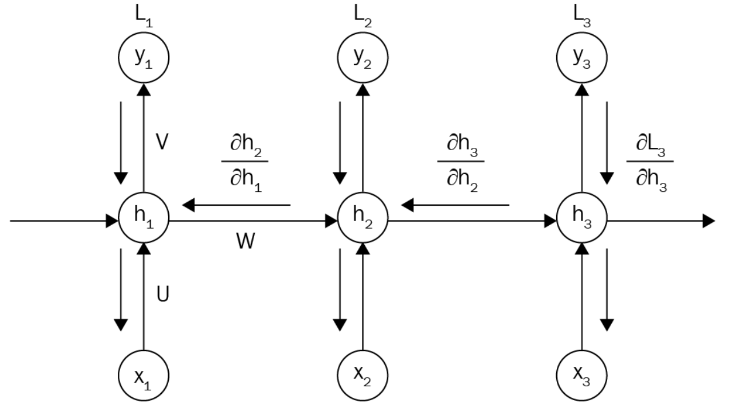 L₁ L₂ L₃
y₁ y₂ y₃
V ∂h₂/∂h₁ ∂h₃/∂h₂ ∂L₃/∂h₃
h₁ h₂ h₃
W
U
x₁ x₂ x₃